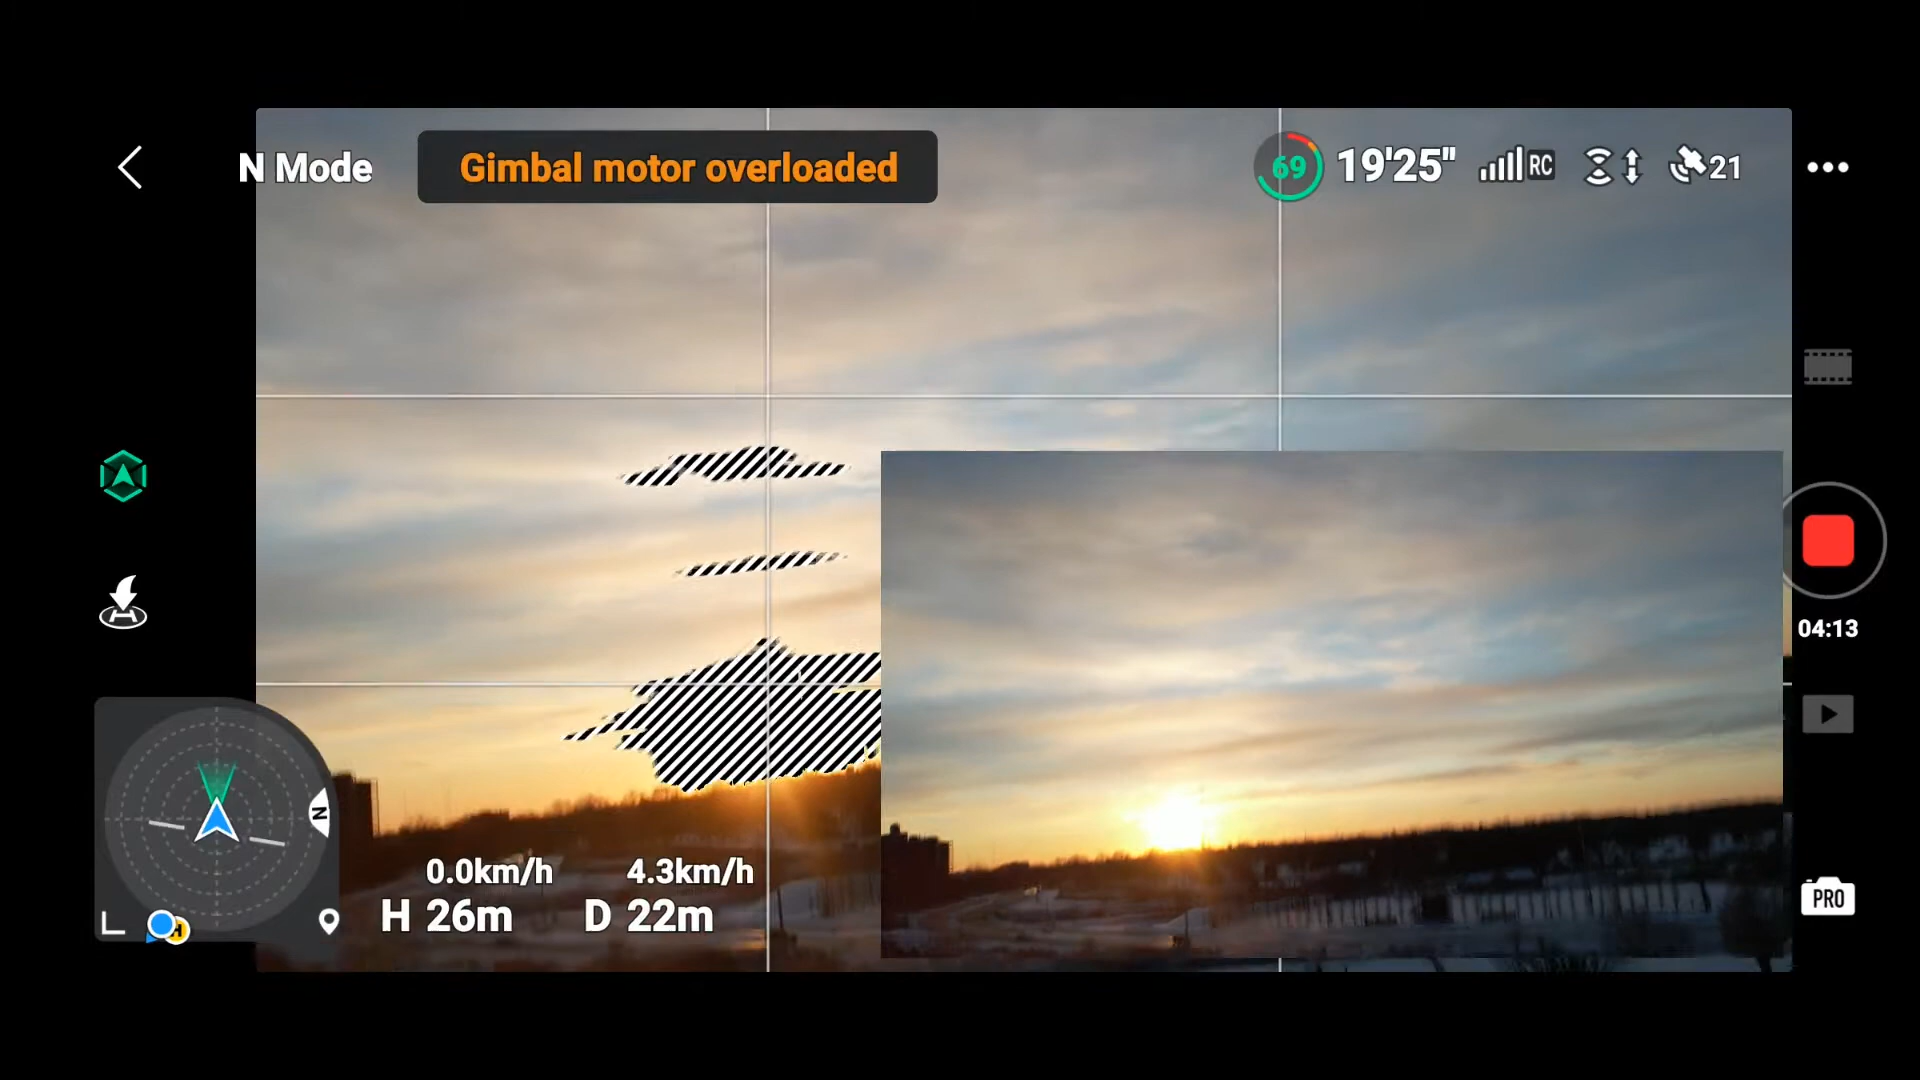 N Mode
Gimbal motor overloaded
69
19'25"
RC
21
04:13
N
H
0.0km/h
4.3km/h
H 26m
D 22m
PRO